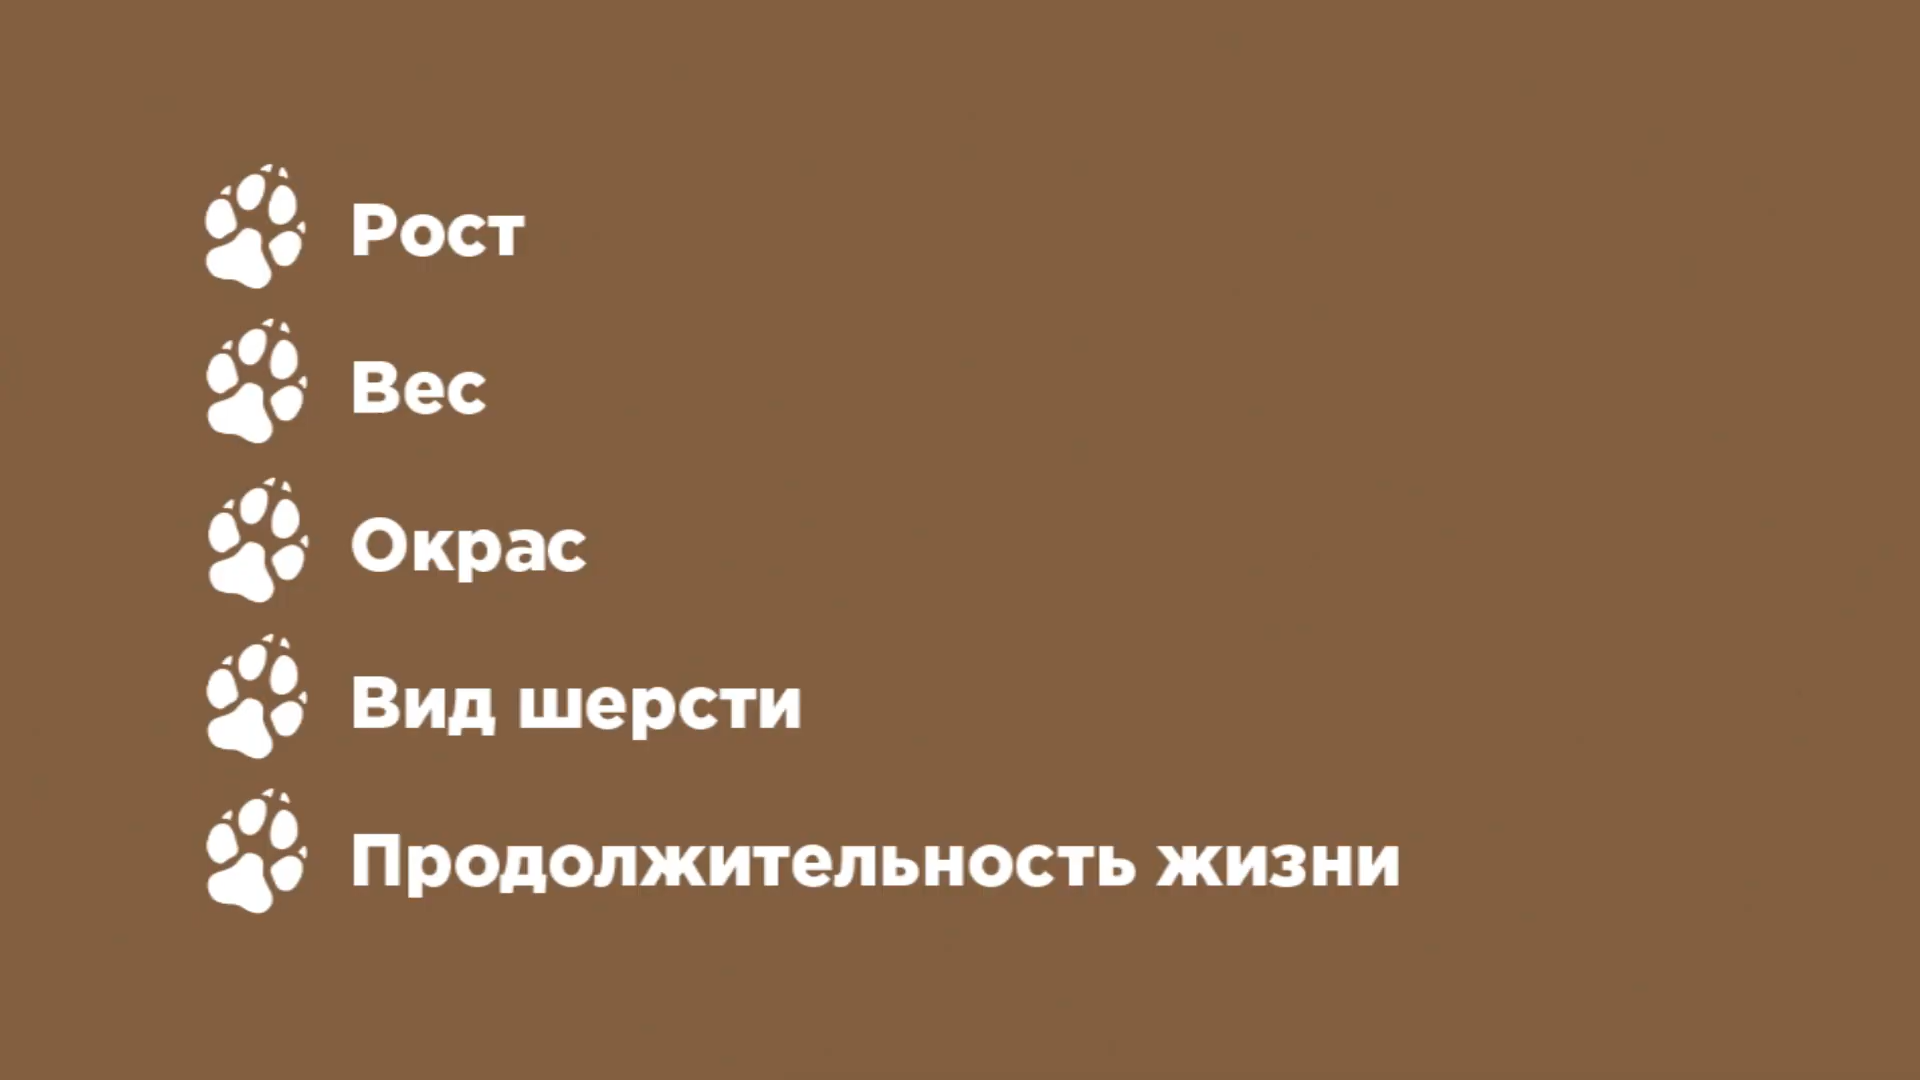 Рост
Вес
Окрас
Вид шерсти
Продолжительность жизни